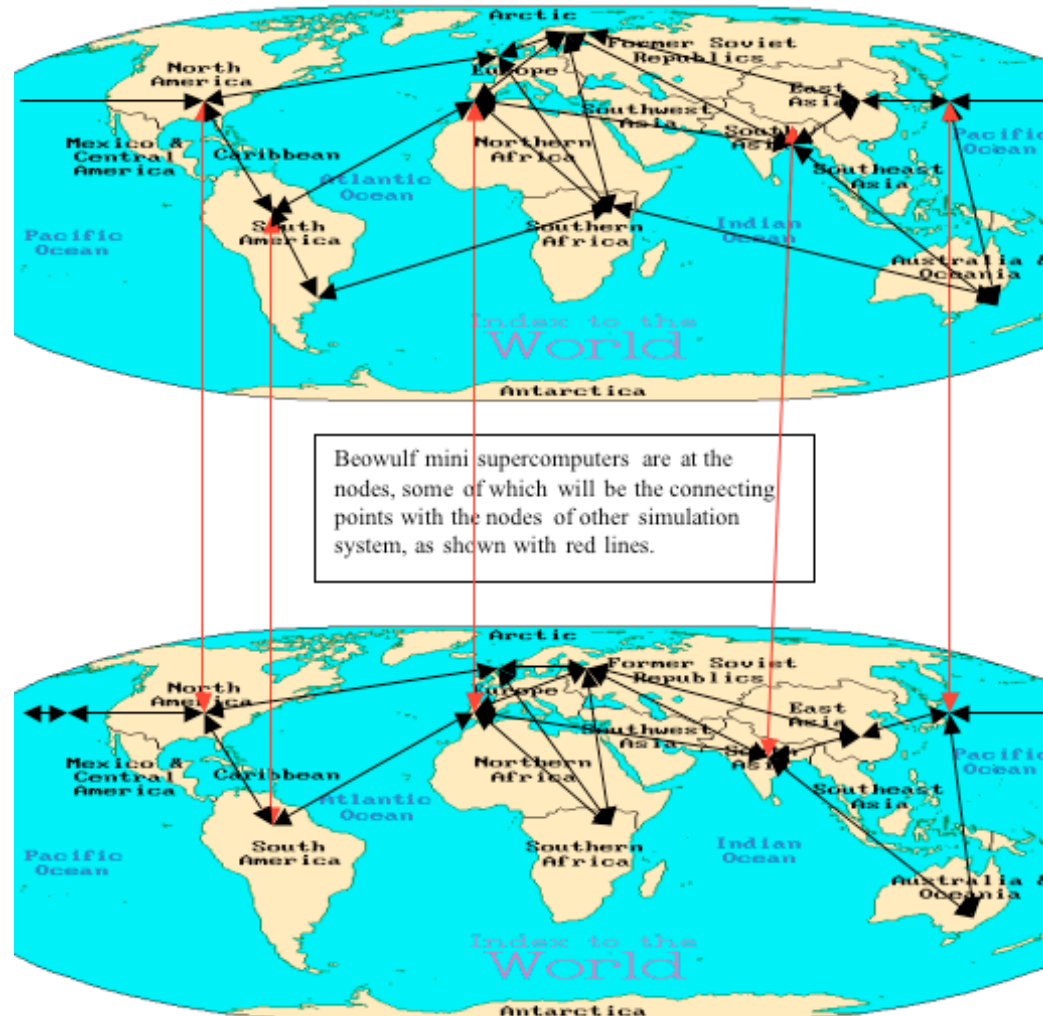 Arctic
North
America
Europe
Former Soviet
Republics
East
Asia
Southwest
Asia
South
Asia
Pacific
Ocean
Mexico &
Central
America
Caribbean
Northern
Africa
Southeast
Asia
Atlantic
Ocean
Pacific
Ocean
South
America
Southern
Africa
Indian
Ocean
Australia &
Oceania
Index to the
World
Antarctica
Beowulf mini supercomputers are at the
nodes, some of which will be the connecting
points with the nodes of other simulation
system, as shown with red lines.
Arctic
North
America
Europe
Former Soviet
Republics
East
Asia
Southwest
Asia
South
Asia
Pacific
Ocean
Mexico &
Central
America
Caribbean
Northern
Africa
Southeast
Asia
Atlantic
Ocean
Pacific
Ocean
South
America
Southern
Africa
Indian
Ocean
Australia &
Oceania
Index to the
World
Antarctica